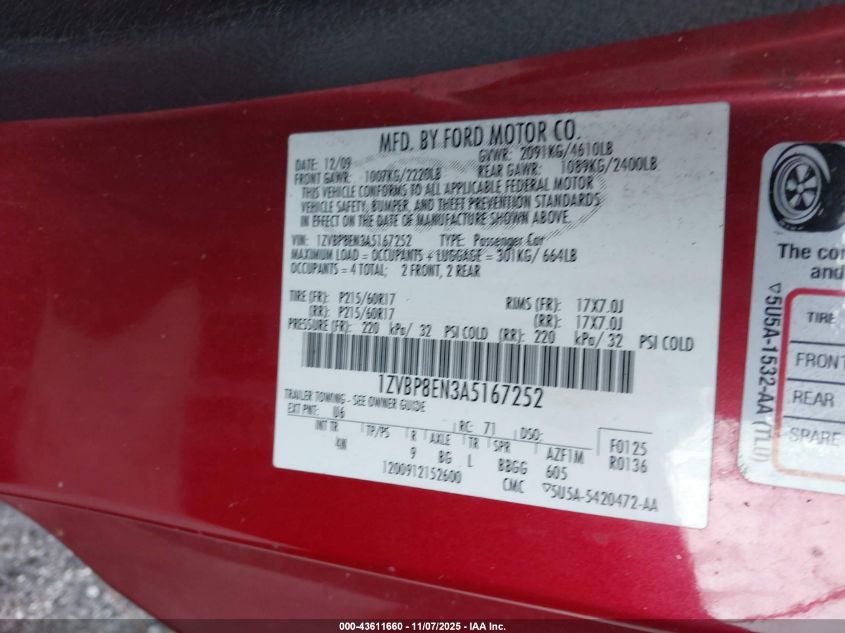 MFD. BY FORD MOTOR CO.
DATE: 12/09 GVWR: 2091KG/4610LB
FRONT GAWR: 1007KG/2220LB REAR GAWR: 1089KG/2400LB
THIS VEHICLE CONFORMS TO ALL APPLICABLE FEDERAL MOTOR
VEHICLE SAFETY, BUMPER, AND THEFT PREVENTION STANDARDS
IN EFFECT ON THE DATE OF MANUFACTURE SHOWN ABOVE.
VIN: 1ZVBP8EN3A5167252 TYPE: Passenger Car
MAXIMUM LOAD = OCCUPANTS + LUGGAGE = 301KG/ 664LB
OCCUPANTS = 4 TOTAL; 2 FRONT, 2 REAR
TIRE (FR): P215/60R17 RIMS (FR): 17X7.0J
(RR): P215/60R17 (RR): 17X7.0J
PRESSURE (FR): 220 kPa/ 32 PSI COLD (RR): 220 kPa/ 32 PSI COLD
1ZVBP8EN3A5167252
TRAILER TOWING - SEE OWNER GUIDE
EXT PNT: U6 RC: 71 DSO: F0125
INT TR TP/PS R AXLE TR SPR AZF1M R0136
4W 9 BG L BBGG 605
1200912152600 CMC ▽5U5A-5420472-AA
▽5U5A-1532-AA (7LU)
The
and
TIRE
FRONT
REAR
SPARE
000-43611660 - 11/07/2025 - IAA Inc.